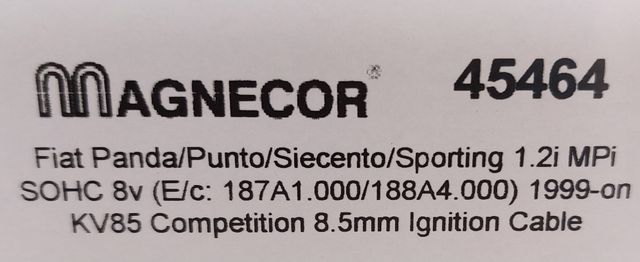 MAGNECOR® 45464
Fiat Panda/Punto/Siecento/Sporting 1.2i MPi
SOHC 8v (E/c: 187A1.000/188A4.000) 1999-on
KV85 Competition 8.5mm Ignition Cable